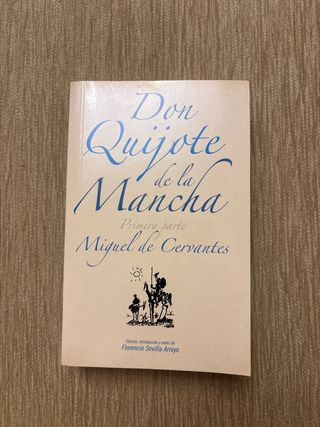 Don
Quijote
de la
Mancha
Primera parte
Miguel de Cervantes
Edición, introducción y notas de
Florencio Sevilla Arroyo